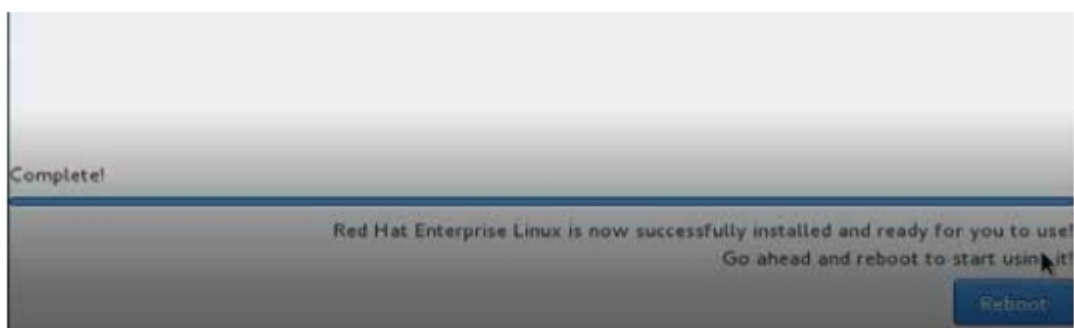 Complete!
Red Hat Enterprise Linux is now successfully installed and ready for you to use!
Go ahead and reboot to start using it!
Reboot